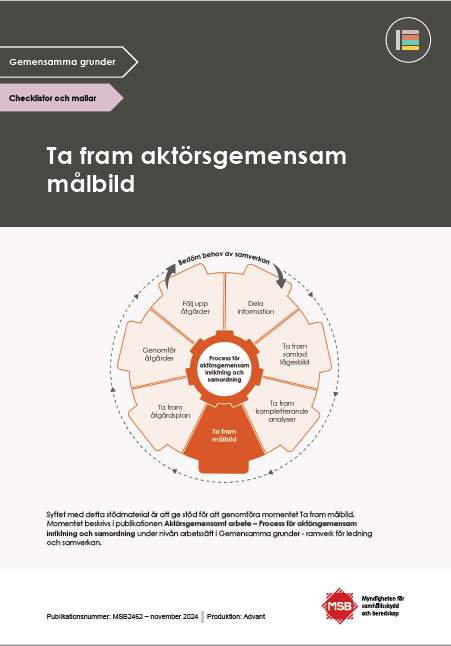 Gemensamma grunder
Checklistor och mallar
Ta fram aktörsgemensam
målbild
Bedöm behov av samverkan
Följ upp
åtgärder
Dela
information
Genomför
åtgärder
Process för
aktörsgemensam
inriktning och
samordning
Ta fram
samlad
lägesbild
Ta fram
åtgärdsplan
Ta fram
kompletterande
analyser
Ta fram
målbild
Syftet med detta stödmaterial är att ge stöd för att genomföra momentet Ta fram målbild.
Momentet beskrivs i publikationen Aktörsgemensamt arbete – Process för aktörsgemensam
inriktning och samordning under nivån arbetssätt i Gemensamma grunder - ramverk för ledning
och samverkan.
Publikationsnummer: MSB2462 – november 2024 | Produktion: Advant
MSB
Myndigheten för
samhällsskydd
och beredskap